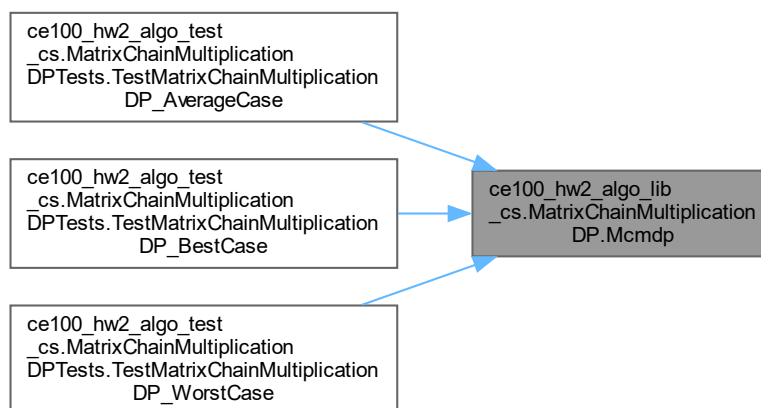 ce100_hw2_algo_test
_cs.MatrixChainMultiplication
DPTests.TestMatrixChainMultiplication
DP_AverageCase
ce100_hw2_algo_test
_cs.MatrixChainMultiplication
DPTests.TestMatrixChainMultiplication
DP_BestCase
ce100_hw2_algo_test
_cs.MatrixChainMultiplication
DPTests.TestMatrixChainMultiplication
DP_WorstCase
ce100_hw2_algo_lib
_cs.MatrixChainMultiplication
DP.Mcmdp